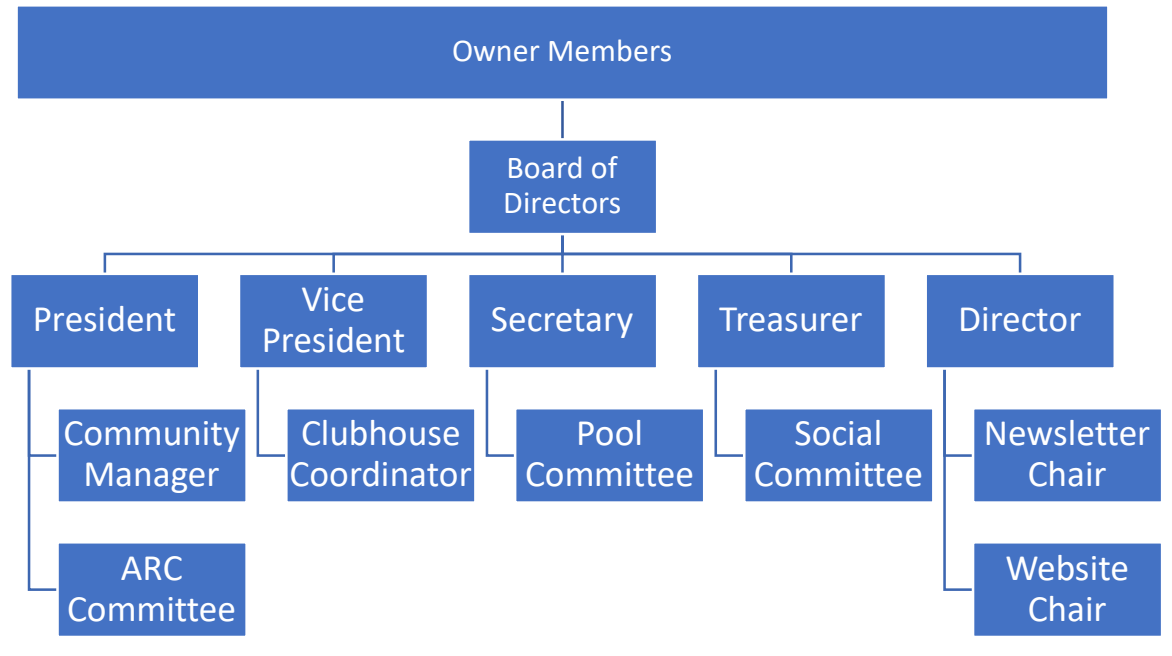 Owner Members
Board of
Directors
President
Vice
President
Secretary
Treasurer
Director
Community
Manager
Clubhouse
Coordinator
Pool
Committee
Social
Committee
Newsletter
Chair
ARC
Committee
Website
Chair